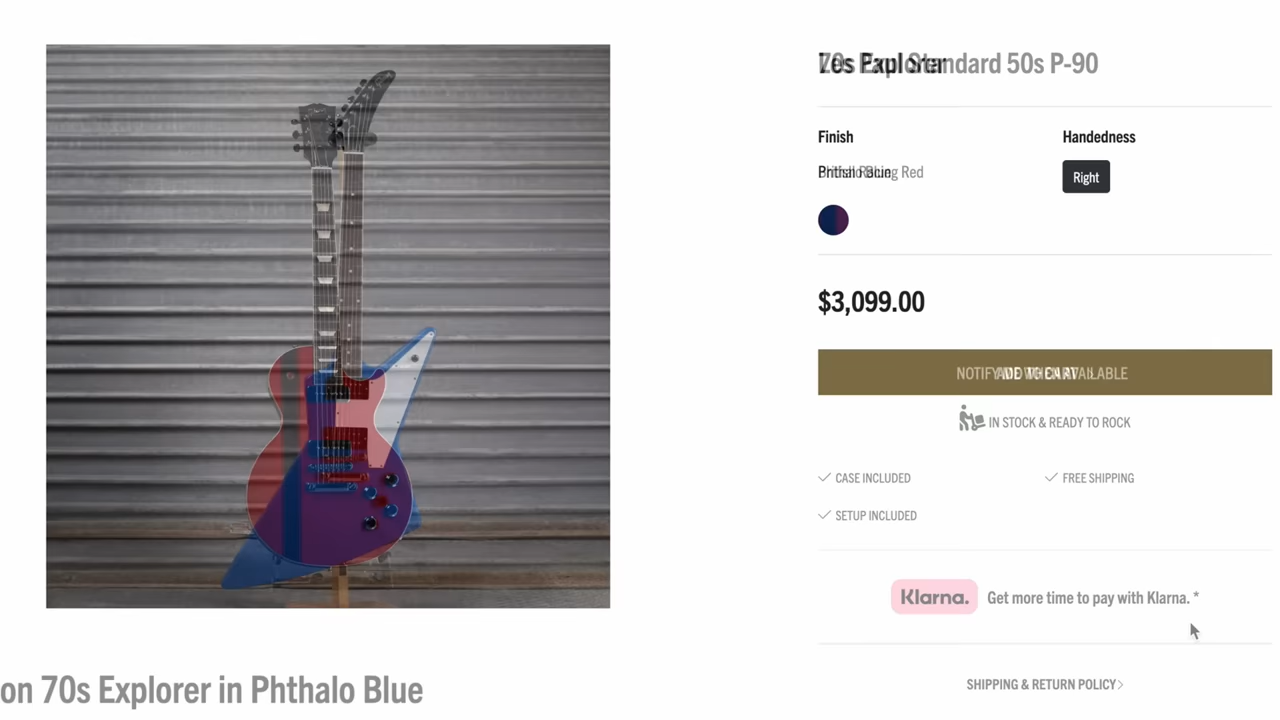 Standard 50s P-90
Finish
Handedness
Red
Right
$3,099.00
IN STOCK & READY TO ROCK
CASE INCLUDED
FREE SHIPPING
SETUP INCLUDED
Klarna.
Get more time to pay with Klarna. *
SHIPPING & RETURN POLICY
on 70s Explorer in Phthalo Blue